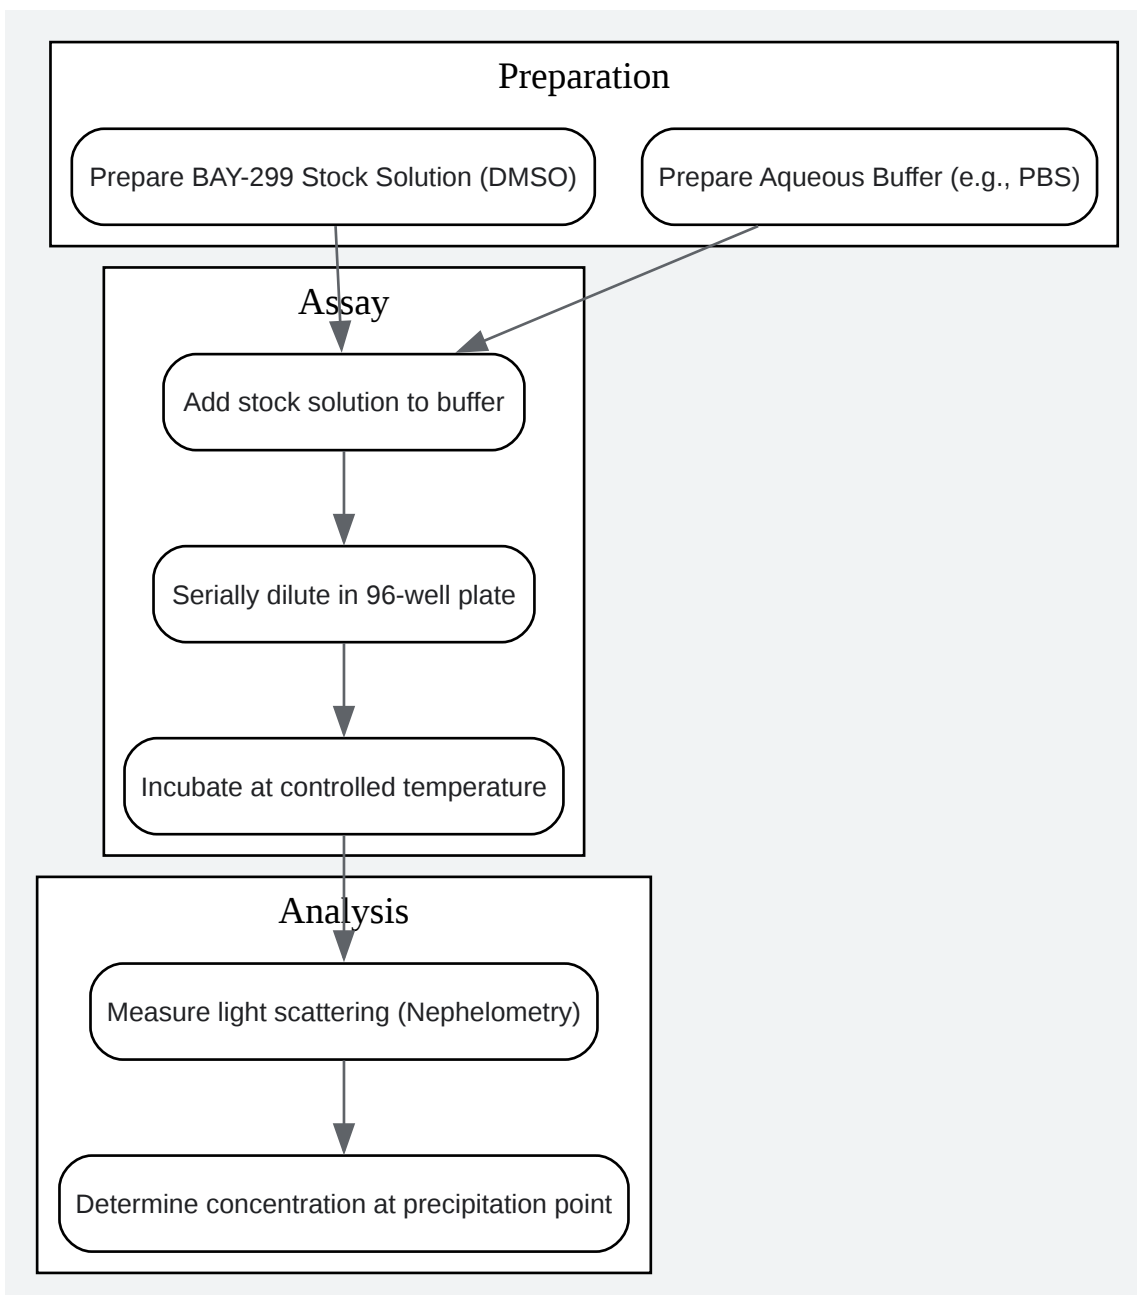 Preparation
Prepare BAY-299 Stock Solution (DMSO)
Prepare Aqueous Buffer (e.g., PBS)
Assay
Add stock solution to buffer
Serially dilute in 96-well plate
Incubate at controlled temperature
Analysis
Measure light scattering (Nephelometry)
Determine concentration at precipitation point